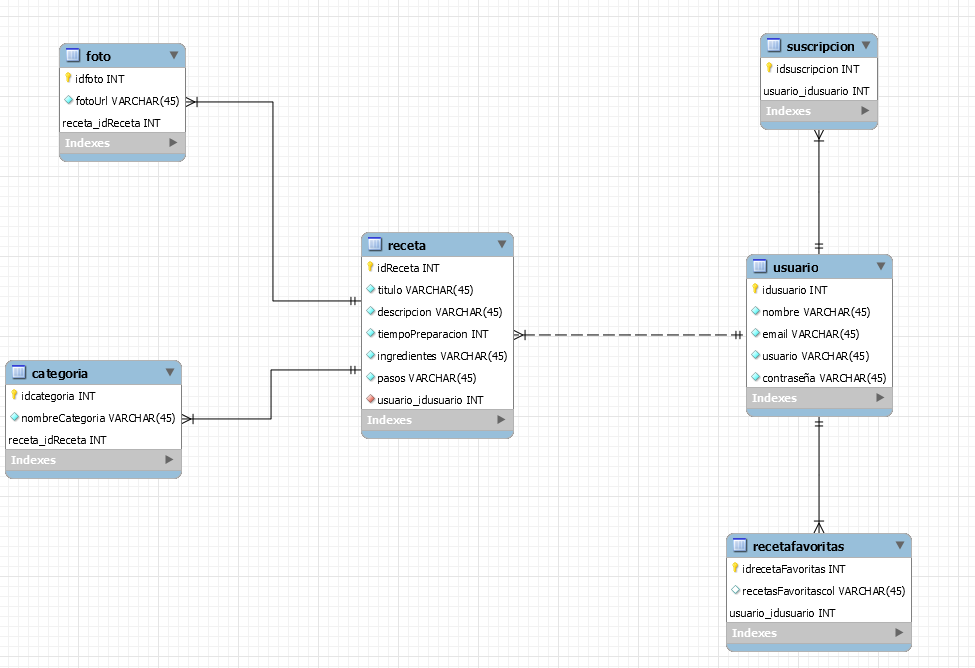 foto
idfoto INT
fotoUrl VARCHAR(45)
receta_idReceta INT
Indexes
suscripcion
idsuscripcion INT
usuario_idusuario INT
Indexes
receta
idReceta INT
titulo VARCHAR(45)
descripcion VARCHAR(45)
tiempoPreparacion INT
ingredientes VARCHAR(45)
pasos VARCHAR(45)
usuario_idusuario INT
Indexes
usuario
idusuario INT
nombre VARCHAR(45)
email VARCHAR(45)
usuario VARCHAR(45)
contraseña VARCHAR(45)
Indexes
categoria
idcategoria INT
nombreCategoria VARCHAR(45)
receta_idReceta INT
Indexes
recetafavoritas
idrecetaFavoritas INT
recetasFavoritascol VARCHAR(45)
usuario_idusuario INT
Indexes